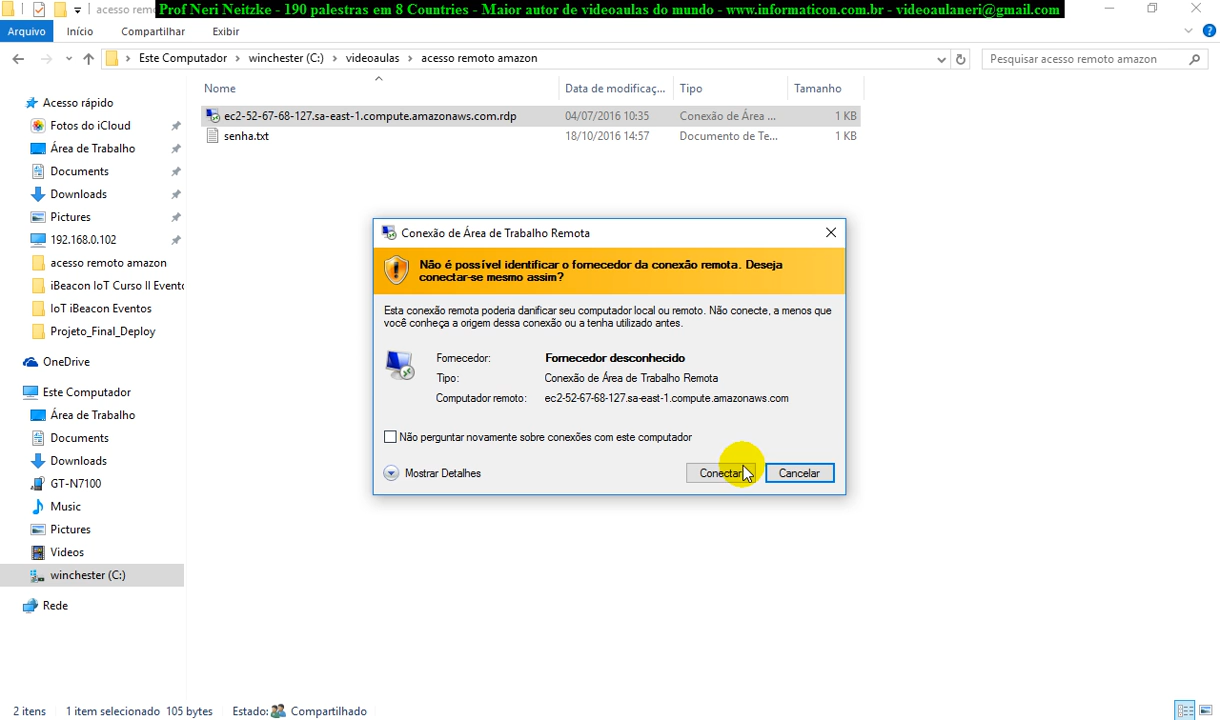 acesso remo
Prof Neri Neitzke - 190 palestras em 8 Countries - Maior autor de videoaulas do mundo - www.informaticon.com.br - videoaulaneri@gmail.com
Arquivo Início Compartilhar Exibir
Este Computador > winchester (C:) > videoaulas > acesso remoto amazon
Pesquisar acesso remoto amazon
Nome Data de modificaç... Tipo Tamanho
ec2-52-67-68-127.sa-east-1.compute.amazonaws.com.rdp 04/07/2016 10:35 Conexão de Área ... 1 KB
senha.txt 18/10/2016 14:57 Documento de Te... 1 KB
Acesso rápido
Fotos do iCloud
Área de Trabalho
Documents
Downloads
Pictures
192.168.0.102
acesso remoto amazon
iBeacon IoT Curso II Evento
IoT iBeacon Eventos
Projeto_Final_Deploy
OneDrive
Este Computador
Área de Trabalho
Documents
Downloads
GT-N7100
Music
Pictures
Videos
winchester (C:)
Rede
Conexão de Área de Trabalho Remota
Não é possível identificar o fornecedor da conexão remota. Deseja
conectar-se mesmo assim?
Esta conexão remota poderia danificar seu computador local ou remoto. Não conecte, a menos que
você conheça a origem dessa conexão ou a tenha utilizado antes.
Fornecedor: Fornecedor desconhecido
Tipo: Conexão de Área de Trabalho Remota
Computador remoto: ec2-52-67-68-127.sa-east-1.compute.amazonaws.com
Não perguntar novamente sobre conexões com este computador
Mostrar Detalhes
Conectar
Cancelar
2 itens 1 item selecionado 105 bytes Estado: Compartilhado